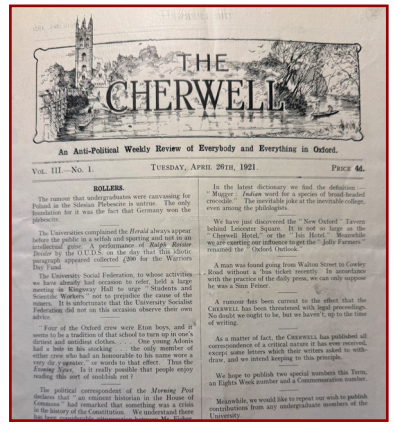 THE
CHERWELL
An Anti-Political Weekly Review of Everybody and Everything in Oxford.
VOL. III.—No. 1.
TUESDAY, APRIL 26TH, 1921.
PRICE 4d.
ROLLERS.
The rumour that undergraduates were canvassing for
Poland in the Silesian Plebescite is untrue. The only
foundation for it was the fact that Germany won the
plebiscite.
The Universities complained the Herald always appear
before the public in a selfish and sporting and not in an
intellectual guise. A performance of Ralph Roister
Doister by the O.U.D.S. on the day that this idiotic
paragraph appeared collected £200 for the Warriors
Day Fund.
The University Social Federation, to whose activities
we have already had occasion to refer, held a large
meeting in Kingsway Hall to urge "Students and
Scientific Workers" not to prejudice the cause of the
miners. It is unfortunate that the University Socialist
Federation did not on this occasion observe their own
advice.
"Four of the Oxford crew were Eton boys, and it
seems to be a tradition of that school to turn up in one's
dirtiest and untidiest clothes. . . . One young Adonis
had a hole in his stocking . . . the only member of
either crew who had an honourable to his name wore a
very old sweater," or words to that effect. Thus the
Evening News. Is it really possible that people enjoy
reading this sort of snobbish rot?
The political correspondent of the Morning Post
declares that "an eminent historian in the House of
Commons" had remarked that something was a crisis
in the history of the Constitution. We understand there
has been considerable
In the latest dictionary we find the definition—
"Mugger: Indian word for a species of broad-headed
crocodile." The inevitable joke at the inevitable college,
even among the philologists.
We have just discovered the "New Oxford" Tavern
behind Leicester Square. It is not so large as the
"Cherwell Hotel," or the "Isis Hotel." Meanwhile
we are exerting our influence to get the "Jolly Farmers"
renamed the "Oxford Outlook."
A man was found going from Walton Street to Cowley
Road without a 'bus ticket recently. In accordance
with the practice of the daily press, we can only suppose
he was a Sinn Feiner.
A rumour has been current to the effect that the
CHERWELL has been threatened with legal proceedings.
No doubt we ought to be, but we haven't, up to the time
of writing.
As a matter of fact, the CHERWELL has published all
correspondence of a critical nature it has ever received,
except some letters which their writers asked to with-
draw, and we intend keeping to this principle.
We hope to publish two special numbers this Term,
an Eights Week number and a Commemoration number.
Meanwhile, we would like to repeat our wish to publish
contributions from any undergraduate members of the
University.